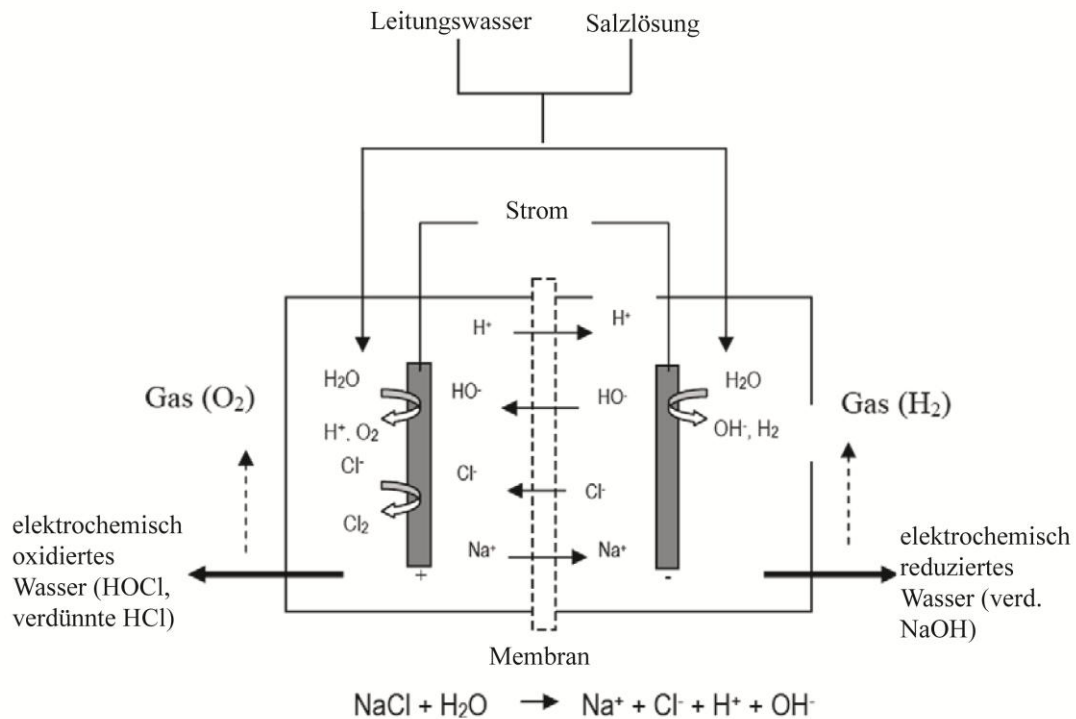 Leitungswasser
Salzlösung
Strom
H⁺
H⁺
H₂O
HO⁻
HO⁻
H₂O
Gas (O₂)
Gas (H₂)
H⁺. O₂
OH⁻, H₂
Cl⁻
Cl⁻
Cl⁻
Cl₂
Na⁺
Na⁺
elektrochemisch
oxidiertes
Wasser (HOCl,
verdünnte HCl)
+
-
elektrochemisch
reduziertes
Wasser (verd.
NaOH)
Membran
NaCl + H₂O → Na⁺ + Cl⁻ + H⁺ + OH⁻